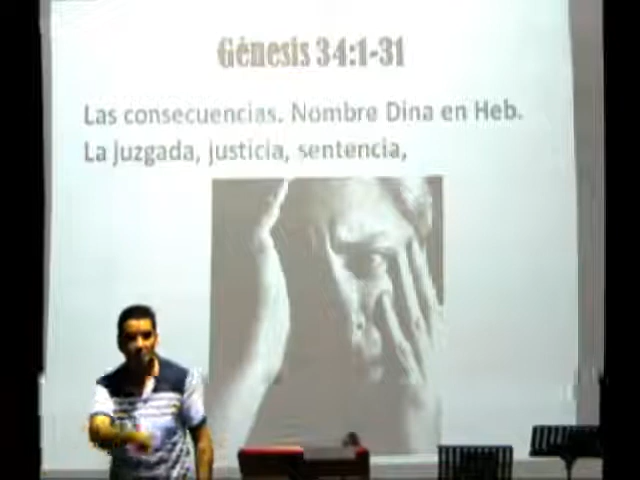 Génesis 34:1-31
Las consecuencias. Nombre Dina en Heb.
La Juzgada, justicia, sentencia,